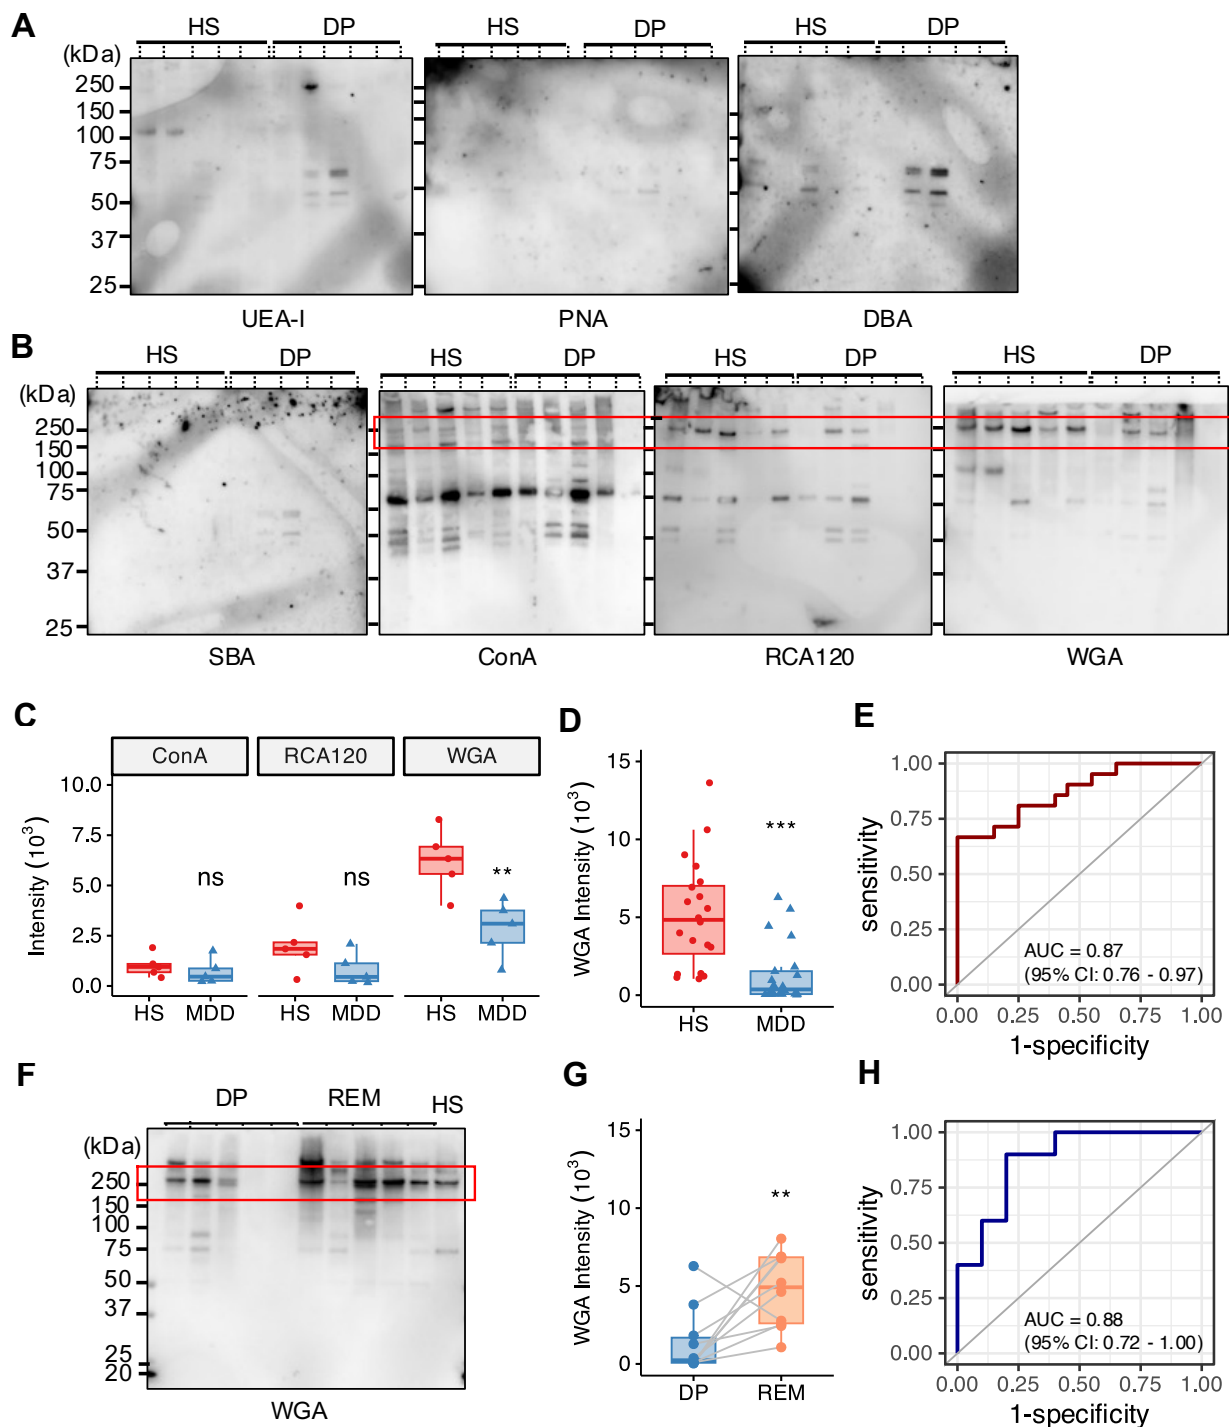 A
HS DP HS DP HS DP
(kDa)
250
150
100
75
50
37
25
UEA-I PNA DBA
B
HS DP HS DP HS DP HS DP
(kDa)
250
150
100
75
50
37
25
SBA ConA RCA120 WGA
C
ConA RCA120 WGA
Intensity (10³)
10.0
7.5
5.0
2.5
0.0
ns ns **
HS MDD HS MDD HS MDD
D
WGA Intensity (10³)
15
10
5
0
***
HS MDD
E
sensitivity
1.00
0.75
0.50
0.25
0.00
AUC = 0.87
(95% CI: 0.76 - 0.97)
0.00 0.25 0.50 0.75 1.00
1-specificity
F
DP REM HS
(kDa)
250
150
100
75
50
37
25
20
WGA
G
WGA Intensity (10³)
15
10
5
0
**
DP REM
H
sensitivity
1.00
0.75
0.50
0.25
0.00
AUC = 0.88
(95% CI: 0.72 - 1.00)
0.00 0.25 0.50 0.75 1.00
1-specificity